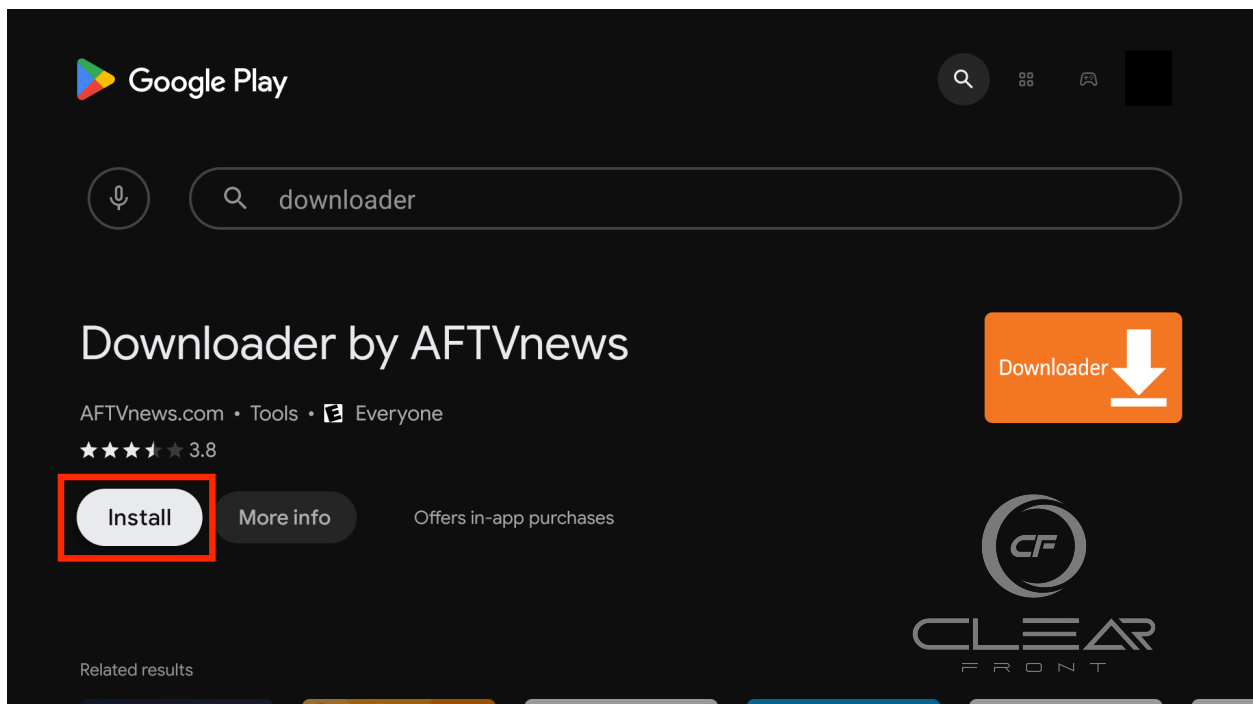 Google Play
downloader
Downloader by AFTVnews
Downloader
AFTVnews.com • Tools • E Everyone
3.8
Install
More info
Offers in-app purchases
CF
CLEAR
FRONT
Related results